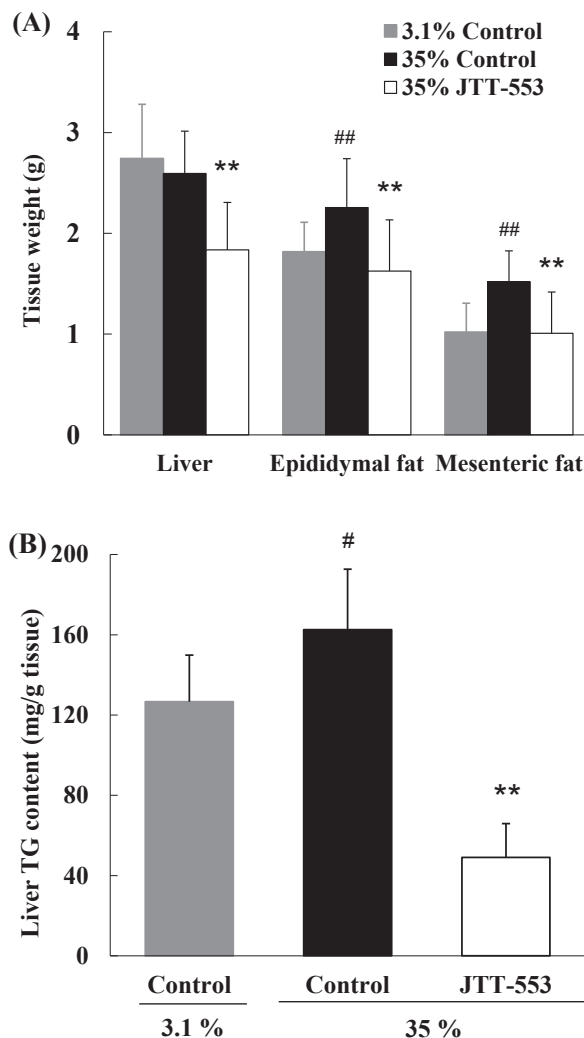 (A)
3.1% Control
35% Control
35% JTT-553
Tissue weight (g)
4
3
2
1
0
**
##
**
##
**
Liver
Epididymal fat
Mesenteric fat
(B)
Liver TG content (mg/g tissue)
200
160
120
80
40
0
#
**
Control
Control
JTT-553
3.1 %
35 %